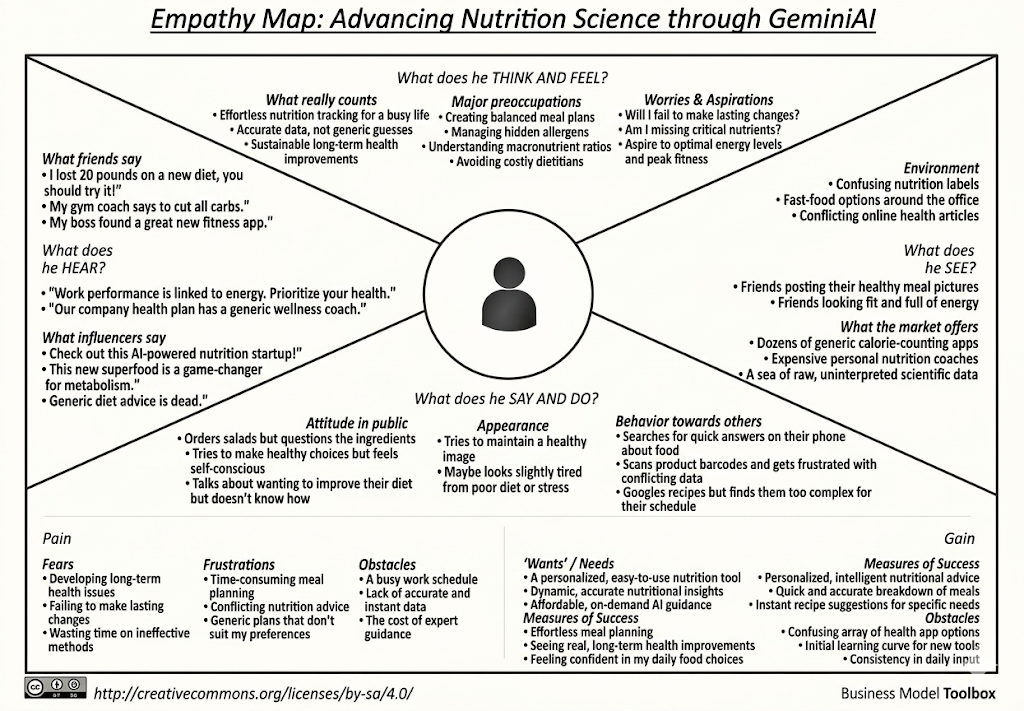 Empathy Map: Advancing Nutrition Science through GeminiAI
What does he THINK AND FEEL?
What really counts
• Effortless nutrition tracking for a busy life
• Accurate data, not generic guesses
• Sustainable long-term health
improvements
Major preoccupations
• Creating balanced meal plans
• Managing hidden allergens
• Understanding macronutrient ratios
• Avoiding costly dietitians
Worries & Aspirations
• Will I fail to make lasting changes?
• Am I missing critical nutrients?
• Aspire to optimal energy levels
and peak fitness
What friends say
• I lost 20 pounds on a new diet, you
should try it!”
• My gym coach says to cut all carbs."
• My boss found a great new fitness app."
What does
he HEAR?
• "Work performance is linked to energy. Prioritize your health."
• "Our company health plan has a generic wellness coach."
What influencers say
• Check out this AI-powered nutrition startup!"
• This new superfood is a game-changer
for metabolism."
• Generic diet advice is dead."
Environment
• Confusing nutrition labels
• Fast-food options around the office
• Conflicting online health articles
What does
he SEE?
• Friends posting their healthy meal pictures
• Friends looking fit and full of energy
What the market offers
• Dozens of generic calorie-counting apps
• Expensive personal nutrition coaches
• A sea of raw, uninterpreted scientific data
What does he SAY AND DO?
Attitude in public
• Orders salads but questions the ingredients
• Tries to make healthy choices but feels
self-conscious
• Talks about wanting to improve their diet
but doesn't know how
Appearance
• Tries to maintain a healthy
image
• Maybe looks slightly tired
from poor diet or stress
Behavior towards others
• Searches for quick answers on their phone
about food
• Scans product barcodes and gets frustrated with
conflicting data
• Googles recipes but finds them too complex for
their schedule
Pain
Fears
• Developing long-term
health issues
• Failing to make lasting
changes
• Wasting time on ineffective
methods
Frustrations
• Time-consuming meal
planning
• Conflicting nutrition advice
• Generic plans that don't
suit my preferences
Obstacles
• A busy work schedule
• Lack of accurate and
instant data
• The cost of expert
guidance
Gain
‘Wants’ / Needs
• A personalized, easy-to-use nutrition tool
• Dynamic, accurate nutritional insights
• Affordable, on-demand AI guidance
Measures of Success
• Effortless meal planning
• Seeing real, long-term health improvements
• Feeling confident in my daily food choices
Measures of Success
• Personalized, intelligent nutritional advice
• Quick and accurate breakdown of meals
• Instant recipe suggestions for specific needs
Obstacles
• Confusing array of health app options
• Initial learning curve for new tools
• Consistency in daily input
cc
http://creativecommons.org/licenses/by-sa/4.0/
Business Model Toolbox